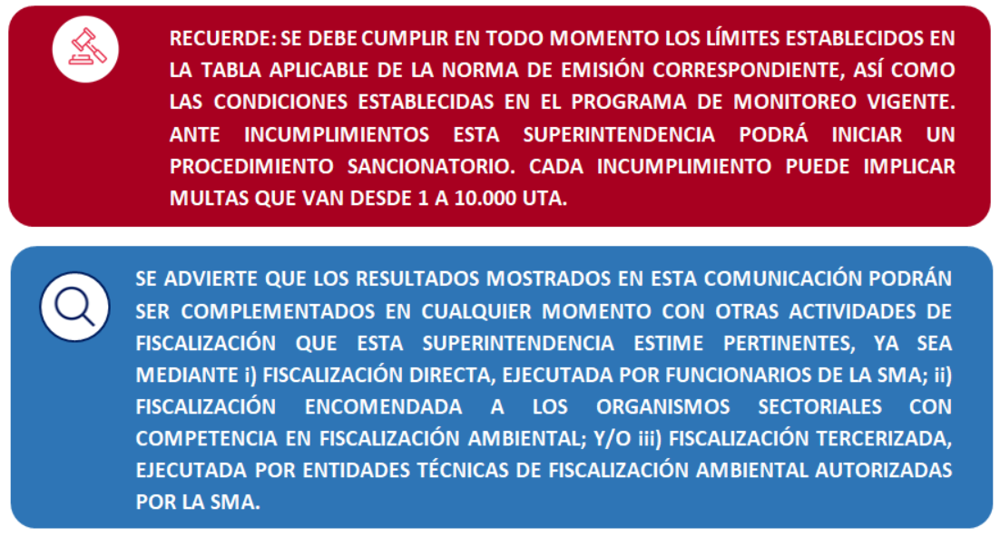 RECUERDE: SE DEBE CUMPLIR EN TODO MOMENTO LOS LÍMITES ESTABLECIDOS EN
LA TABLA APLICABLE DE LA NORMA DE EMISIÓN CORRESPONDIENTE, ASÍ COMO
LAS CONDICIONES ESTABLECIDAS EN EL PROGRAMA DE MONITOREO VIGENTE.
ANTE INCUMPLIMIENTOS ESTA SUPERINTENDENCIA PODRÁ INICIAR UN
PROCEDIMIENTO SANCIONATORIO. CADA INCUMPLIMIENTO PUEDE IMPLICAR
MULTAS QUE VAN DESDE 1 A 10.000 UTA.
SE ADVIERTE QUE LOS RESULTADOS MOSTRADOS EN ESTA COMUNICACIÓN PODRÁN
SER COMPLEMENTADOS EN CUALQUIER MOMENTO CON OTRAS ACTIVIDADES DE
FISCALIZACIÓN QUE ESTA SUPERINTENDENCIA ESTIME PERTINENTES, YA SEA
MEDIANTE i) FISCALIZACIÓN DIRECTA, EJECUTADA POR FUNCIONARIOS DE LA SMA; ii)
FISCALIZACIÓN ENCOMENDADA A LOS ORGANISMOS SECTORIALES CON
COMPETENCIA EN FISCALIZACIÓN AMBIENTAL; Y/O iii) FISCALIZACIÓN TERCERIZADA,
EJECUTADA POR ENTIDADES TÉCNICAS DE FISCALIZACIÓN AMBIENTAL AUTORIZADAS
POR LA SMA.